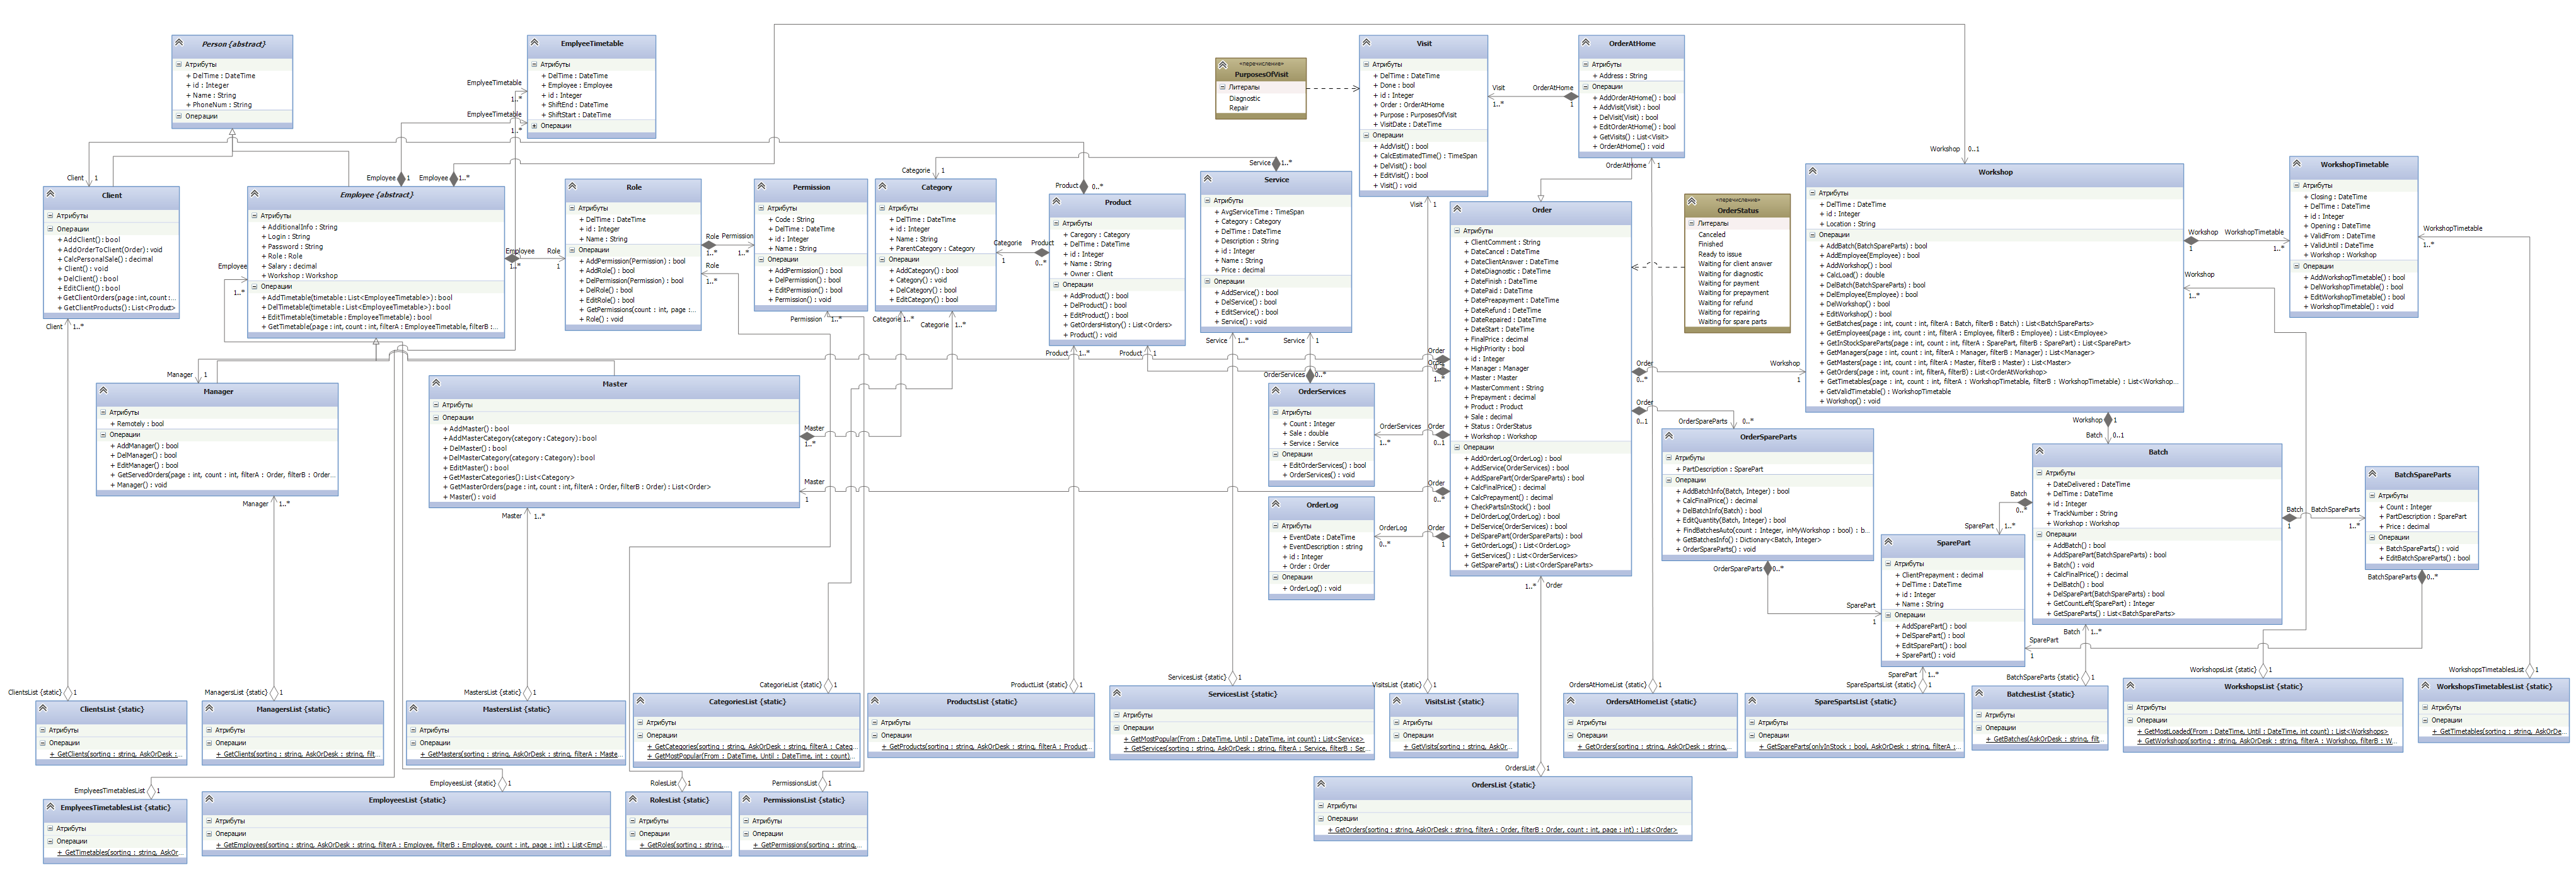 Person {abstract}
Атрибуты
+ DelTime : DateTime
+ id : Integer
+ Name : String
+ PhoneNum : String
Операции
EmplyeeTimetable
Атрибуты
+ DelTime : DateTime
+ Employee : Employee
+ id : Integer
+ ShiftEnd : DateTime
+ ShiftStart : DateTime
Операции
EmplyeeTimetable
1..*
EmplyeeTimetable
1..*
«перечисление»
PurposesOfVisit
Литералы
Diagnostic
Repair
Visit
Атрибуты
+ DelTime : DateTime
+ Done : bool
+ id : Integer
+ Order : OrderAtHome
+ Purpose : PurposesOfVisit
+ VisitDate : DateTime
Операции
+ AddVisit() : bool
+ CalcEstimatedTime() : TimeSpan
+ DelVisit() : bool
+ EditVisit() : bool
+ Visit() : void
Visit
1..*
OrderAtHome
1
OrderAtHome
Атрибуты
+ Address : String
Операции
+ AddOrderAtHome() : bool
+ AddVisit(Visit) : bool
+ DelVisit(Visit) : bool
+ EditOrderAtHome() : bool
+ GetVisits() : List<Visit>
+ OrderAtHome() : void
OrderAtHome
1
Client
1
Client
Атрибуты
Операции
+ AddClient() : bool
+ AddOrderToClient(Order) : void
+ CalcPersonalSale() : decimal
+ Client() : void
+ DelClient() : bool
+ EditClient() : bool
+ GetClientOrders(page : int, count :...
+ GetClientProducts() : List<Product>
Client
1..*
Employee
1
Employee
1..*
Employee {abstract}
Атрибуты
+ AdditionalInfo : String
+ Login : String
+ Password : String
+ Role : Role
+ Salary : decimal
+ Workshop : Workshop
Операции
+ AddTimetable(timetable : List<EmployeeTimetable>) : bool
+ DelTimetable(timetable : List<EmployeeTimetable>) : bool
+ EditTimetable(timetable : EmployeeTimetable) : bool
+ GetTimetable(page : int, count : int, filterA : EmployeeTimetable, filterB :...
Employee
1..*
Employee
1..*
Role
1
Role
Атрибуты
+ DelTime : DateTime
+ id : Integer
+ Name : String
Операции
+ AddPermission(Permission) : bool
+ AddRole() : bool
+ DelPermission(Permission) : bool
+ DelRole() : bool
+ EditRole() : bool
+ GetPermissions(count : int, page :...
+ Role() : void
Role
1..*
Permission
1..*
Role
1..*
Permission
Атрибуты
+ Code : String
+ DelTime : DateTime
+ id : Integer
+ Name : String
Операции
+ AddPermission() : bool
+ DelPermission() : bool
+ EditPermission() : bool
+ Permission() : void
Permission
1..*
Categorie
1
Category
Атрибуты
+ DelTime : DateTime
+ id : Integer
+ Name : String
+ ParentCategory : Category
Операции
+ AddCategory() : bool
+ Category() : void
+ DelCategory() : bool
+ EditCategory() : bool
Categorie
1..*
Categorie
1..*
Categorie
1
Product
0..*
Product
0..*
Product
Атрибуты
+ Caregory : Category
+ DelTime : DateTime
+ id : Integer
+ Name : String
+ Owner : Client
Операции
+ AddProduct() : bool
+ DelProduct() : bool
+ EditProduct() : bool
+ GetOrdersHistory() : List<Orders>
+ Product() : void
Product
1..*
Product
1
Service
1..*
Service
Атрибуты
+ AvgServiceTime : TimeSpan
+ Category : Category
+ DelTime : DateTime
+ Description : String
+ id : Integer
+ Name : String
+ Price : decimal
Операции
+ AddService() : bool
+ DelService() : bool
+ EditService() : bool
+ Service() : void
Service
1..*
Service
1
Visit
1
Order
Атрибуты
+ ClientComment : String
+ DateCancel : DateTime
+ DateClientAnswer : DateTime
+ DateDiagnostic : DateTime
+ DateFinish : DateTime
+ DatePaid : DateTime
+ DatePrepayment : DateTime
+ DateRefund : DateTime
+ DateRepaired : DateTime
+ DateStart : DateTime
+ FinalPrice : decimal
+ HighPriority : bool
+ id : Integer
+ Manager : Manager
+ Master : Master
+ MasterComment : String
+ Prepayment : decimal
+ Product : Product
+ Sale : decimal
+ Status : OrderStatus
+ Workshop : Workshop
Операции
+ AddOrderLog(OrderLog) : bool
+ AddService(OrderServices) : bool
+ AddSparePart(OrderSpareParts) : bool
+ CalcFinalPrice() : decimal
+ CalcPrepayment() : decimal
+ CheckPartsInStock() : bool
+ DelOrderLog(OrderLog) : bool
+ DelService(OrderServices) : bool
+ DelSparePart(OrderSpareParts) : bool
+ GetOrderLogs() : List<OrderLog>
+ GetServices() : List<OrderServices>
+ GetSpareParts() : List<OrderSpareParts>
«перечисление»
OrderStatus
Литералы
Canceled
Finished
Ready to issue
Waiting for client answer
Waiting for diagnostic
Waiting for payment
Waiting for prepayment
Waiting for refund
Waiting for repairing
Waiting for spare parts
Workshop
0..1
Workshop
Атрибуты
+ DelTime : DateTime
+ id : Integer
+ Location : String
Операции
+ AddBatch(BatchSpareParts) : bool
+ AddEmployee(Employee) : bool
+ AddWorkshop() : bool
+ CalcLoad() : double
+ DelBatch(BatchSpareParts) : bool
+ DelEmployee(Employee) : bool
+ DelWorkshop() : bool
+ EditWorkshop() : bool
+ GetBatches(page : int, count : int, filterA : Batch, filterB : Batch) : List<BatchSpareParts>
+ GetEmployees(page : int, count : int, filterA : Employee, filterB : Employee) : List<Employee>
+ GetInStockSpareParts(page : int, count : int, filterA : SparePart, filterB : SparePart) : List<SparePart>
+ GetManagers(page : int, count : int, filterA : Manager, filterB : Manager) : List<Manager>
+ GetMasters(page : int, count : int, filterA : Master, filterB : Master) : List<Master>
+ GetOrders(page : int, count : int, filterA, filterB) : List<OrderAtWorkshop>
+ GetTimetables(page : int, count : int, filterA : WorkshopTimetable, filterB : WorkshopTimetable) : List<Workshop...
+ GetValidTimetable() : WorkshopTimetable
+ Workshop() : void
Workshop
1
WorkshopTimetable
1..*
WorkshopTimetable
Атрибуты
+ Closing : DateTime
+ DelTime : DateTime
+ id : Integer
+ Opening : DateTime
+ ValidFrom : DateTime
+ ValidUntil : DateTime
+ Workshop : Workshop
Операции
+ AddWorkshopTimetable() : bool
+ DelWorkshopTimetable() : bool
+ EditWorkshopTimetable() : bool
+ WorkshopTimetable() : void
WorkshopTimetable
1..*
Workshop
1..*
Manager
1
Manager
Атрибуты
+ Remotely : bool
Операции
+ AddManager() : bool
+ DelManager() : bool
+ EditManager() : bool
+ GetServedOrders(page : int, count : int, filterA : Order, filterB : Order...
+ Manager() : void
Manager
1..*
Master
Атрибуты
Операции
+ AddMaster() : bool
+ AddMasterCategory(category : Category) : bool
+ DelMaster() : bool
+ DelMasterCategory(category : Category) : bool
+ EditMaster() : bool
+ GetMasterCategories() : List<Category>
+ GetMasterOrders(page : int, count : int, filterA : Order, filterB : Order) : List<Order>
+ Master() : void
Master
1..*
Master
1
Master
1..*
Order
Order
1..*
OrderServices
0..*
OrderServices
Атрибуты
+ Count : Integer
+ Sale : double
+ Service : Service
Операции
+ EditOrderServices() : bool
+ OrderServices() : void
OrderServices
1..*
Order
0..1
Order
0..*
OrderLog
Атрибуты
+ EventDate : DateTime
+ EventDescription : string
+ id : Integer
+ Order : Order
Операции
+ OrderLog() : void
OrderLog
0..*
Order
1
Order
0..*
Workshop
1
Order
0..1
OrderSpareParts
0..*
OrderSpareParts
Атрибуты
+ PartDescription : SparePart
Операции
+ AddBatchInfo(Batch, Integer) : bool
+ CalcFinalPrice() : decimal
+ DelBatchInfo(Batch) : bool
+ EditQuantity(Batch, Integer) : bool
+ FindBatchesAuto(count : Integer, inMyWorkshop : bool) : b...
+ GetBatchesInfo() : Dictionary<Batch, Integer>
+ OrderSpareParts() : void
OrderSpareParts
0..*
SparePart
1
Workshop
1
Batch
0..1
Batch
Атрибуты
+ DateDelivered : DateTime
+ DelTime : DateTime
+ id : Integer
+ TrackNumber : String
+ Workshop : Workshop
Операции
+ AddBatch() : bool
+ AddSparePart(BatchSpareParts) : bool
+ Batch() : void
+ CalcFinalPrice() : decimal
+ DelBatch() : bool
+ DelSparePart(BatchSpareParts) : bool
+ GetCountLeft(SparePart) : Integer
+ GetSpareParts() : List<BatchSpareParts>
Batch
0..*
SparePart
1..*
SparePart
Атрибуты
+ ClientPrepayment : decimal
+ DelTime : DateTime
+ id : Integer
+ Name : String
Операции
+ AddSparePart() : bool
+ DelSparePart() : bool
+ EditSparePart() : bool
+ SparePart() : void
Batch
1
BatchSpareParts
1..*
BatchSpareParts
Атрибуты
+ Count : Integer
+ PartDescription : SparePart
+ Price : decimal
Операции
+ BatchSpareParts() : void
+ EditBatchSpareParts() : bool
BatchSpareParts
0..*
SparePart
1
SparePart
1..*
Batch
1..*
Order
1..*
ClientsList {static}
1
ClientsList {static}
Атрибуты
Операции
+ GetClients(sorting : string, AskOrDesk :...
ManagersList {static}
1
ManagersList {static}
Атрибуты
Операции
+ GetClients(sorting : string, AskOrDesk : string, filt...
MastersList {static}
1
MastersList {static}
Атрибуты
Операции
+ GetMasters(sorting : string, AskOrDesk : string, filterA : Maste...
CategorieList {static}
1
CategoriesList {static}
Атрибуты
Операции
+ GetCategories(sorting : string, AskOrDesk : string, filterA : Categ...
+ GetMostPopular(From : DateTime, Until : DateTime, int : count)...
ProductList {static}
1
ProductsList {static}
Атрибуты
Операции
+ GetProducts(sorting : string, AskOrDesk : string, filterA : Product...
ServicesList {static}
1
ServicesList {static}
Атрибуты
Операции
+ GetMostPopular(From : DateTime, Until : DateTime, int count) : List<Service>
+ GetServices(sorting : string, AskOrDesk : string, filterA : Service, filterB : Ser...
VisitsList {static}
1
VisitsList {static}
Атрибуты
Операции
+ GetVisits(sorting : string, AskOr...
OrdersAtHomeList {static}
1
OrdersAtHomeList {static}
Атрибуты
Операции
+ GetOrders(sorting : string, AskOrDesk : string,...
SpareSpartsList {static}
1
SpareSpartsList {static}
Атрибуты
Операции
+ GetSpareParts(onlyInStock : bool, AskOrDesk : string, filterA :...
BatchSpareParts {static}
1
BatchesList {static}
Атрибуты
Операции
+ GetBatches(AskOrDesk : string, filt...
WorkshopsList {static}
1
WorkshopsList {static}
Атрибуты
Операции
+ GetMostLoaded(From : DateTime, Until : DateTime, int count) : List<Workshops>
+ GetWorkshops(sorting : string, AskOrDesk : string, filterA : Workshop, filterB : W...
WorkshopsTimetablesList {static}
1
WorkshopsTimetablesList {static}
Атрибуты
Операции
+ GetTimetables(sorting : string, AskOrDe...
EmplyeesTimetablesList
1
EmplyeesTimetablesList {static}
Атрибуты
Операции
+ GetTimetables(sorting : string, AskOr...
EmployeesList {static}
1
EmployeesList {static}
Атрибуты
Операции
+ GetEmployees(sorting : string, AskOrDesk : string, filterA : Employee, filterB : Employee, count : int, page : int) : List<Empl...
RolesList
1
RolesList {static}
Атрибуты
Операции
+ GetRoles(sorting : string,...
PermissionsList
1
PermissionsList {static}
Атрибуты
Операции
+ GetPermissions(sorting : string,...
OrdersList
1
OrdersList {static}
Атрибуты
Операции
+ GetOrders(sorting : string, AskOrDesk : string, filterA : Order, filterB : Order, count : int, page : int) : List<Order>